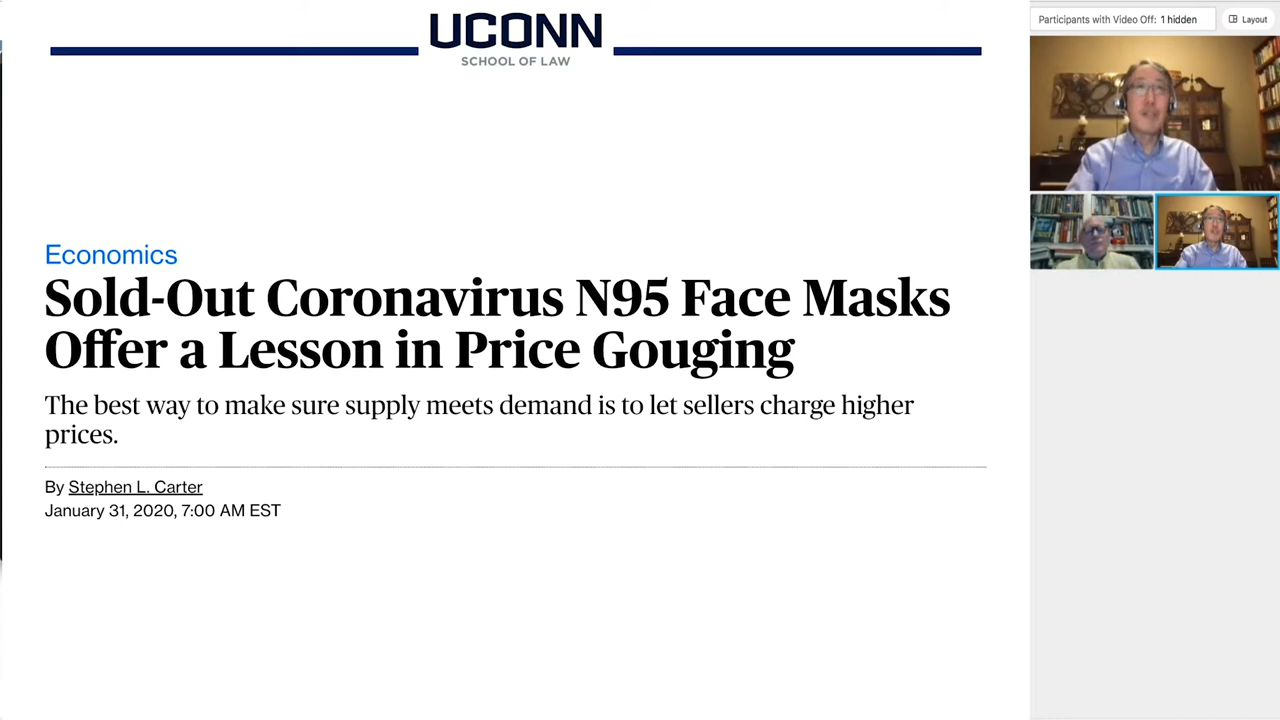 UCONN
SCHOOL OF LAW
Participants with Video Off: 1 hidden
Layout
Economics
Sold-Out Coronavirus N95 Face Masks
Offer a Lesson in Price Gouging
The best way to make sure supply meets demand is to let sellers charge higher
prices.
By Stephen L. Carter
January 31, 2020, 7:00 AM EST